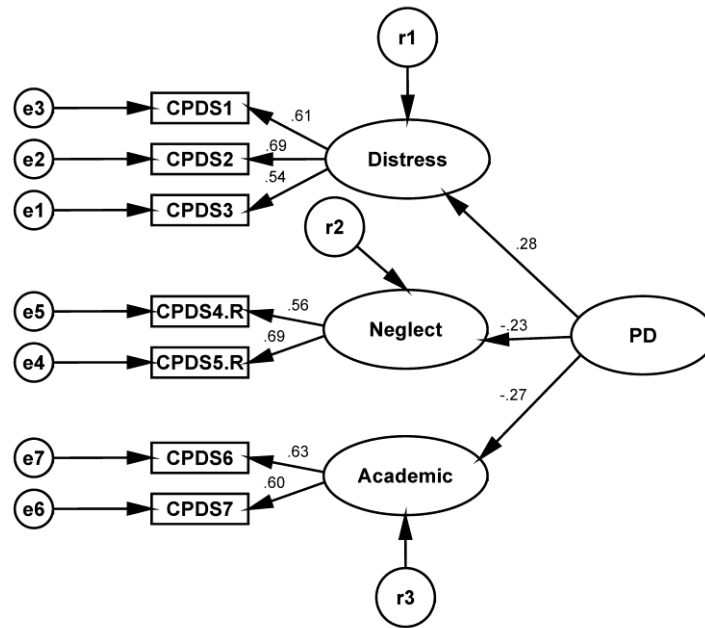 r1
e3
CPDS1
.61
e2
CPDS2
.69
Distress
.54
e1
CPDS3
r2
.28
e5
CPDS4.R
.56
Neglect
-.23
PD
e4
CPDS5.R
.69
-.27
e7
CPDS6
.63
Academic
e6
CPDS7
.60
r3